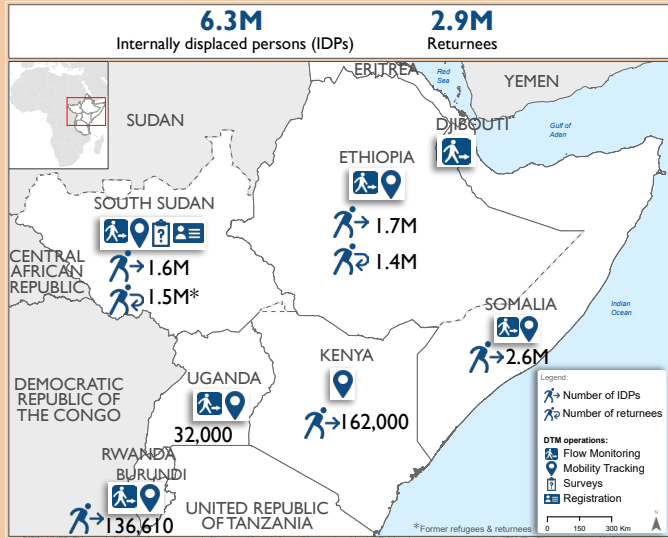 6.3M
Internally displaced persons (IDPs)
2.9M
Returnees
ERITREA
Red
Sea
YEMEN
SUDAN
DJIBOUTI
Gulf of
Aden
ETHIOPIA
1.7M
1.4M
SOUTH SUDAN
1.6M
1.5M*
CENTRAL
AFRICAN
REPUBLIC
SOMALIA
2.6M
Indian
Ocean
KENYA
162,000
UGANDA
32,000
DEMOCRATIC
REPUBLIC OF
THE CONGO
RWANDA
BURUNDI
136,610
UNITED REPUBLIC
OF TANZANIA
*Former refugees & returnees
Legend:
Number of IDPs
Number of returnees
DTM operations:
Flow Monitoring
Mobility Tracking
Surveys
Registration
0 150 300 Km
N